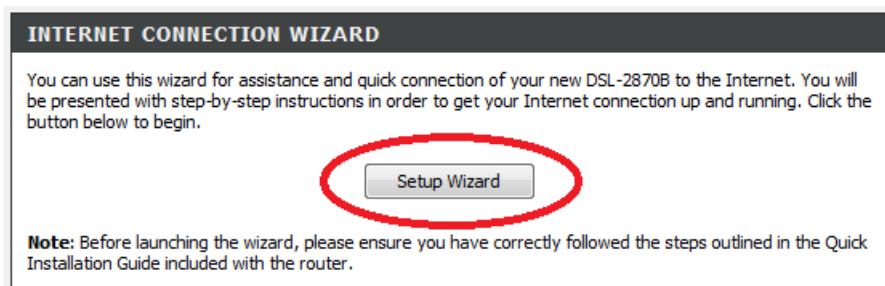 INTERNET CONNECTION WIZARD
You can use this wizard for assistance and quick connection of your new DSL-2870B to the Internet. You will
be presented with step-by-step instructions in order to get your Internet connection up and running. Click the
button below to begin.
Setup Wizard
Note: Before launching the wizard, please ensure you have correctly followed the steps outlined in the Quick
Installation Guide included with the router.